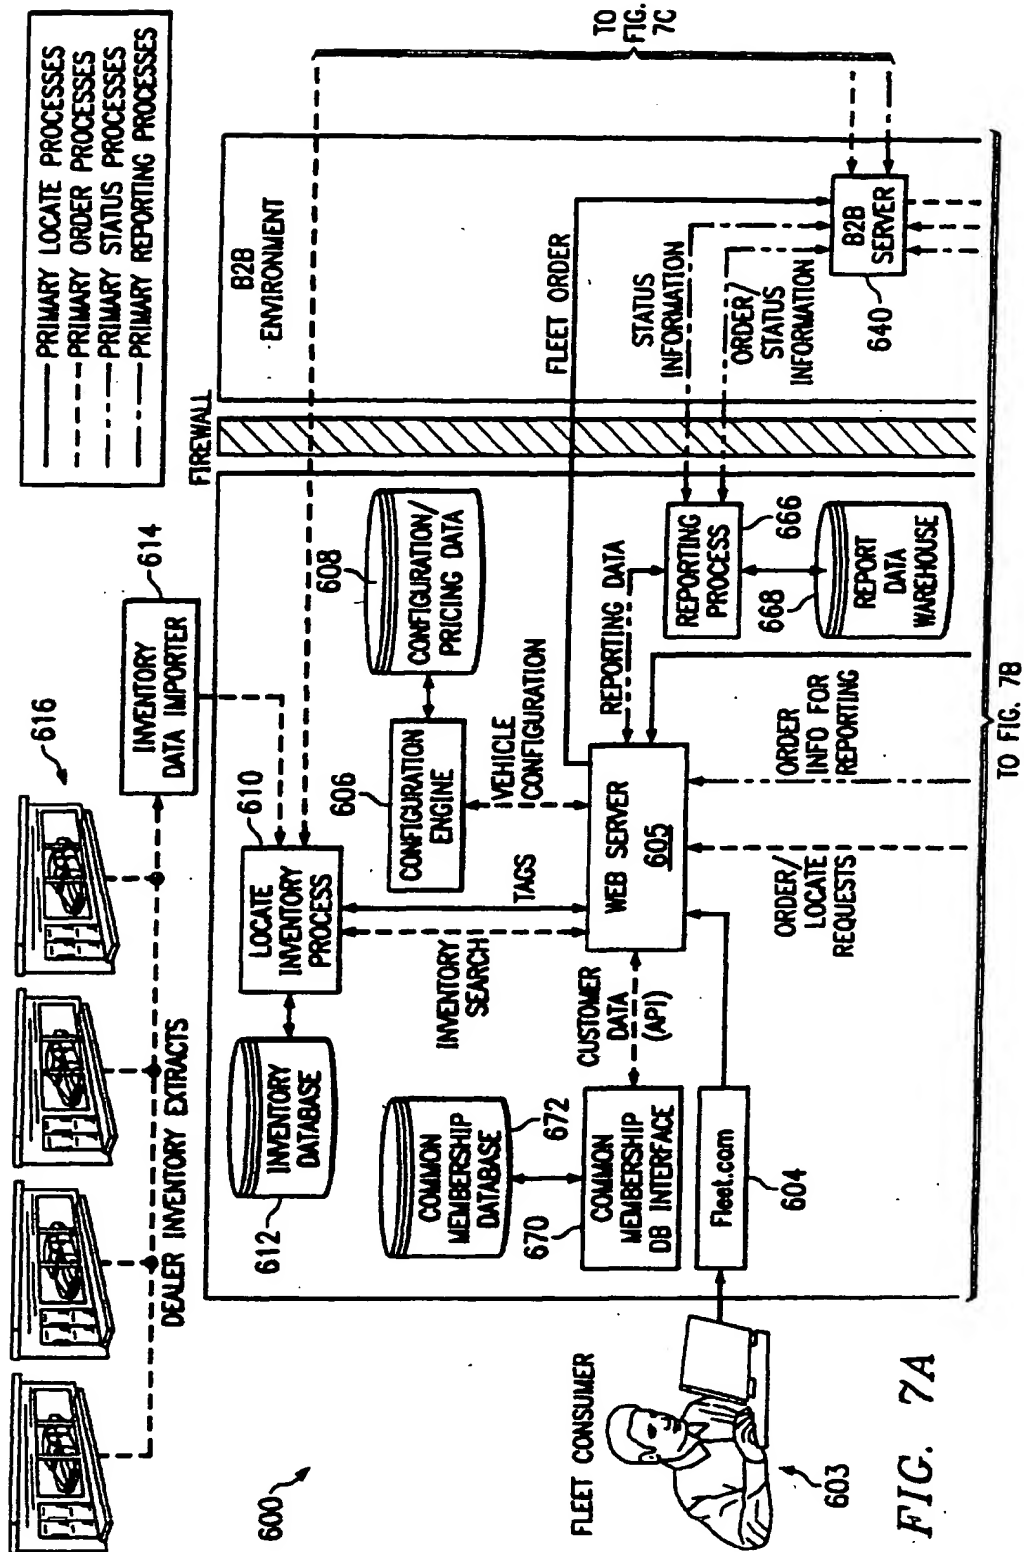 PRIMARY LOCATE PROCESSES
PRIMARY ORDER PROCESSES
PRIMARY STATUS PROCESSES
PRIMARY REPORTING PROCESSES
616
DEALER INVENTORY EXTRACTS
INVENTORY
DATA IMPORTER
614
600
FIREWALL
B2B
ENVIRONMENT
TO
FIG.
7C
612
INVENTORY
DATABASE
LOCATE
INVENTORY
PROCESS
610
608
CONFIGURATION/
PRICING DATA
606
CONFIGURATION
ENGINE
VEHICLE
CONFIGURATION
TAGS
INVENTORY
SEARCH
COMMON
MEMBERSHIP
DATABASE
672
670
COMMON
MEMBERSHIP
DB INTERFACE
CUSTOMER
DATA
(API)
WEB SERVER
605
REPORTING DATA
REPORTING
PROCESS
666
668
REPORT
DATA
WAREHOUSE
FLEET ORDER
STATUS
INFORMATION
ORDER/
STATUS
INFORMATION
B2B
SERVER
640
FLEET CONSUMER
603
Fleet.com
604
ORDER/
LOCATE
REQUESTS
ORDER
INFO FOR
REPORTING
TO FIG. 7B
FIG. 7A